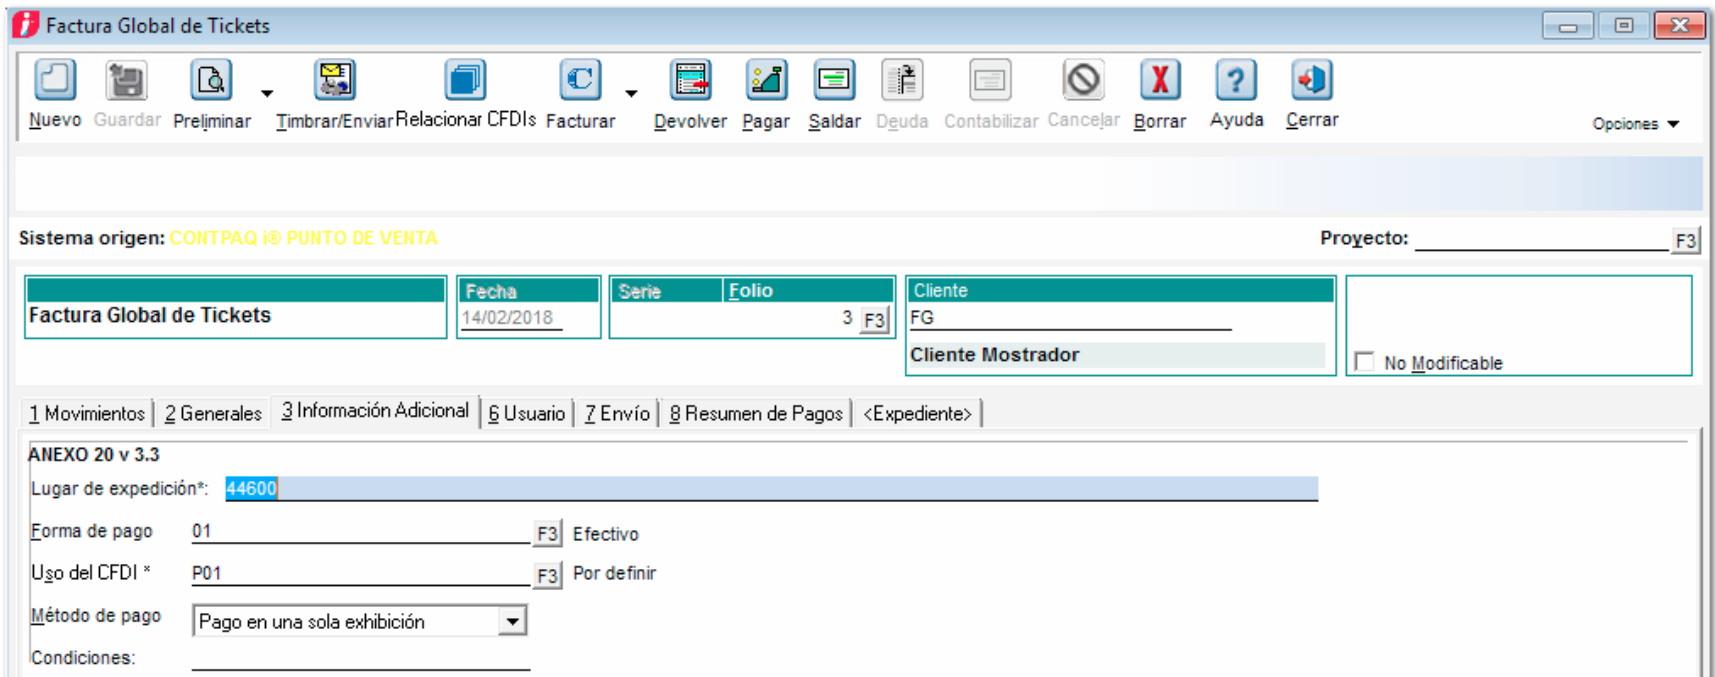 Factura Global de Tickets
Nuevo Guardar Preliminar Timbrar/Enviar Relacionar CFDIs Facturar Devolver Pagar Saldar Deuda Contabilizar Cancelar Borrar Ayuda Cerrar Opciones
Sistema origen: CONTPAQ i® PUNTO DE VENTA Proyecto: F3
Fecha Serie Folio Cliente
Factura Global de Tickets 14/02/2018 3 F3 FG
Cliente Mostrador
No Modificable
1 Movimientos 2 Generales 3 Información Adicional 6 Usuario 7 Envío 8 Resumen de Pagos <Expediente>
ANEXO 20 v 3.3
Lugar de expedición*: 44600
Forma de pago 01 F3 Efectivo
Uso del CFDI * P01 F3 Por definir
Método de pago Pago en una sola exhibición
Condiciones: